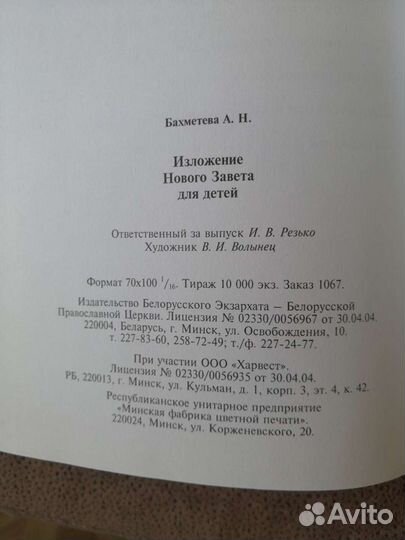 Бахметева А. Н.
Изложение
Нового Завета
для детей
Ответственный за выпуск И. В. Резько
Художник В. И. Волынец
Формат 70х100 1/16. Тираж 10 000 экз. Заказ 1067.
Издательство Белорусского Экзархата – Белорусской
Православной Церкви. Лицензия № 02330/0056967 от 30.04.04.
220004, Беларусь, г. Минск, ул. Освобождения, 10.
т. 227-83-60, 258-72-49; т./ф. 227-24-77.
При участии ООО «Харвест».
Лицензия № 02330/0056935 от 30.04.04.
РБ, 220013, г. Минск, ул. Кульман, д. 1, корп. 3, эт. 4, к. 42.
Республиканское унитарное предприятие
«Минская фабрика цветной печати».
220024, Минск, ул. Корженевского, 20.
Avito